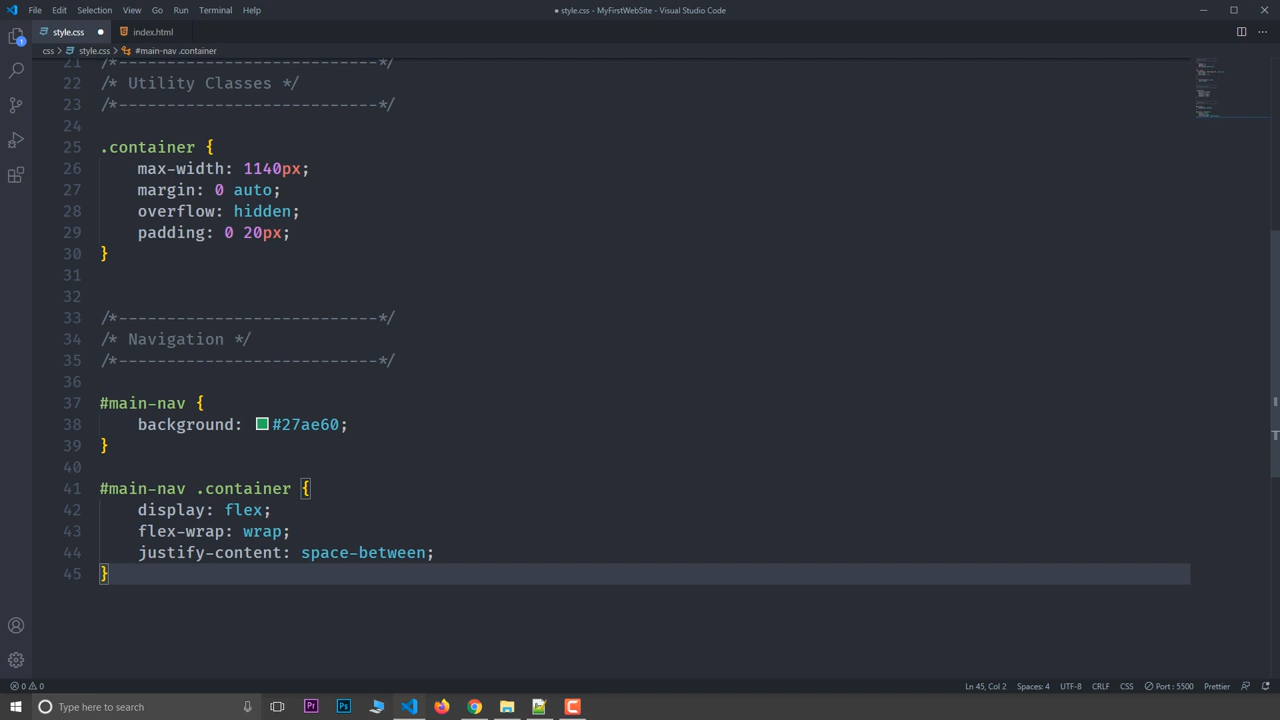 File Edit Selection View Go Run Terminal Help
● style.css - MyFirstWebSite - Visual Studio Code
style.css ● index.html
css > style.css > #main-nav .container
21 /*---------------------------*/
22 /* Utility Classes */
23 /*---------------------------*/
24
25 .container {
26 max-width: 1140px;
27 margin: 0 auto;
28 overflow: hidden;
29 padding: 0 20px;
30 }
31
32
33 /*---------------------------*/
34 /* Navigation */
35 /*---------------------------*/
36
37 #main-nav {
38 background: #27ae60;
39 }
40
41 #main-nav .container {
42 display: flex;
43 flex-wrap: wrap;
44 justify-content: space-between;
45 }
1
0 0 Ln 45, Col 2 Spaces: 4 UTF-8 CRLF CSS Port : 5500 Prettier
Type here to search Pr Ps